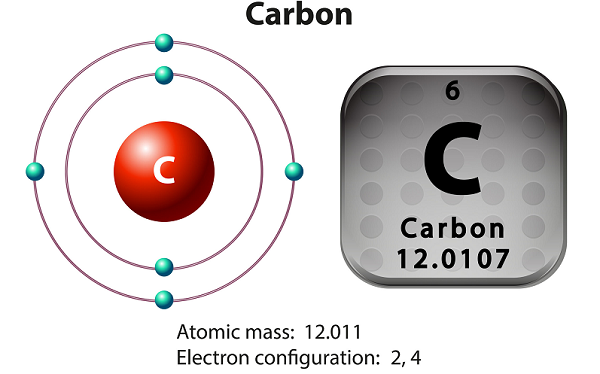 Carbon
C
6
C
Carbon
12.0107
Atomic mass: 12.011
Electron configuration: 2, 4